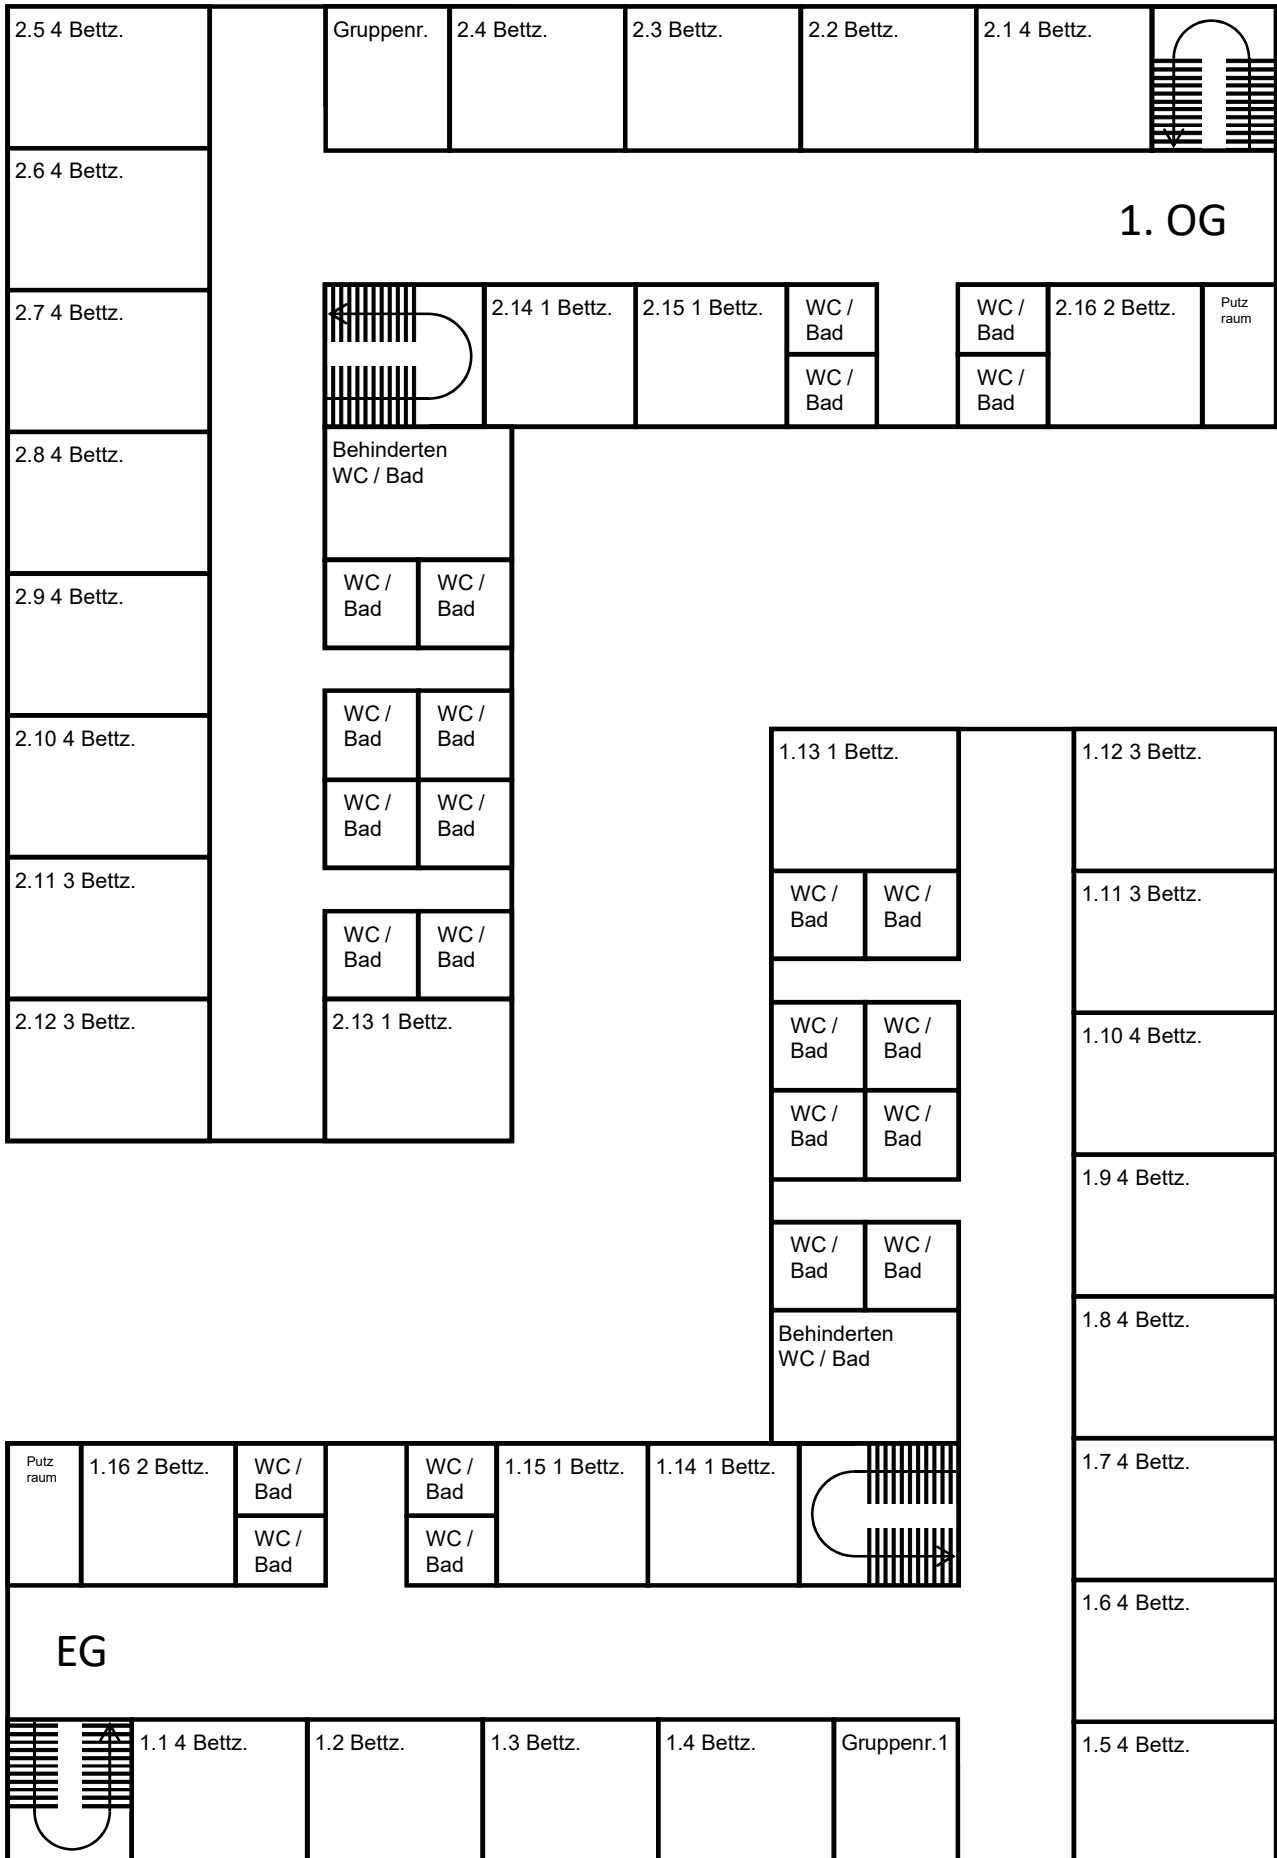 2.5 4 Bettz.
Gruppenr.
2.4 Bettz.
2.3 Bettz.
2.2 Bettz.
2.1 4 Bettz.
2.6 4 Bettz.
1. OG
2.7 4 Bettz.
2.14 1 Bettz.
2.15 1 Bettz.
WC /
Bad
WC /
Bad
2.16 2 Bettz.
Putz
raum
WC /
Bad
WC /
Bad
2.8 4 Bettz.
Behinderten
WC / Bad
2.9 4 Bettz.
WC /
Bad
WC /
Bad
2.10 4 Bettz.
WC /
Bad
WC /
Bad
WC /
Bad
WC /
Bad
2.11 3 Bettz.
WC /
Bad
WC /
Bad
2.12 3 Bettz.
2.13 1 Bettz.
1.13 1 Bettz.
1.12 3 Bettz.
WC /
Bad
WC /
Bad
1.11 3 Bettz.
WC /
Bad
WC /
Bad
1.10 4 Bettz.
WC /
Bad
WC /
Bad
1.9 4 Bettz.
WC /
Bad
WC /
Bad
1.8 4 Bettz.
Behinderten
WC / Bad
Putz
raum
1.16 2 Bettz.
WC /
Bad
WC /
Bad
1.15 1 Bettz.
1.14 1 Bettz.
1.7 4 Bettz.
WC /
Bad
WC /
Bad
1.6 4 Bettz.
EG
1.1 4 Bettz.
1.2 Bettz.
1.3 Bettz.
1.4 Bettz.
Gruppenr.1
1.5 4 Bettz.